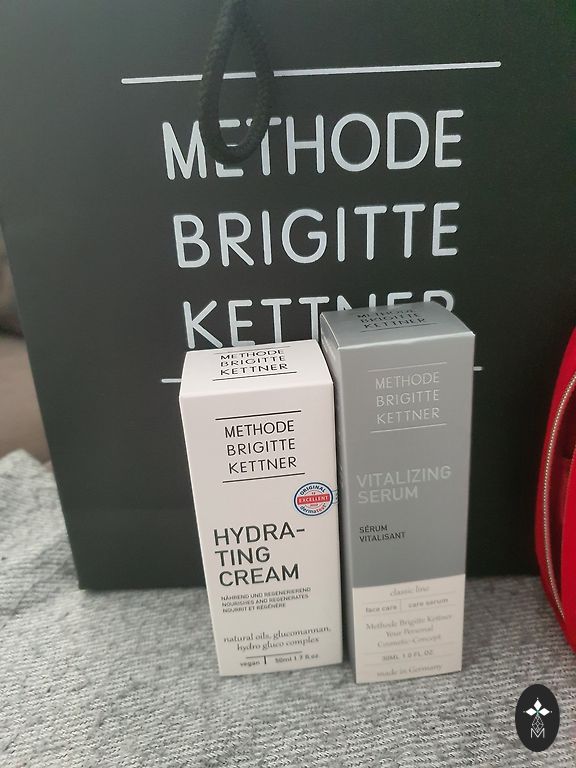 METHODE
BRIGITTE
KETTNER
METHODE
BRIGITTE
KETTNER
METHODE
BRIGITTE
KETTNER
ORIGINAL
EXCELLENT
dermatest
HYDRA-
TING
CREAM
NÄHREND UND REGENERIEREND
NOURISHES AND REGENERATES
NOURRIT ET RÉGÉNÈRE
natural oils, glucomannan,
hydro gluco complex
vegan 50ml 1.7 fl oz.
METHODE
BRIGITTE
KETTNER
METHODE
BRIGITTE
KETTNER
VITALIZING
SERUM
SÉRUM
VITALISANT
classic line
face care care serum
Methode Brigitte Kettner
Your Personal
Cosmetic-Concept
30ML 1.0 FL. OZ.
made in Germany
M